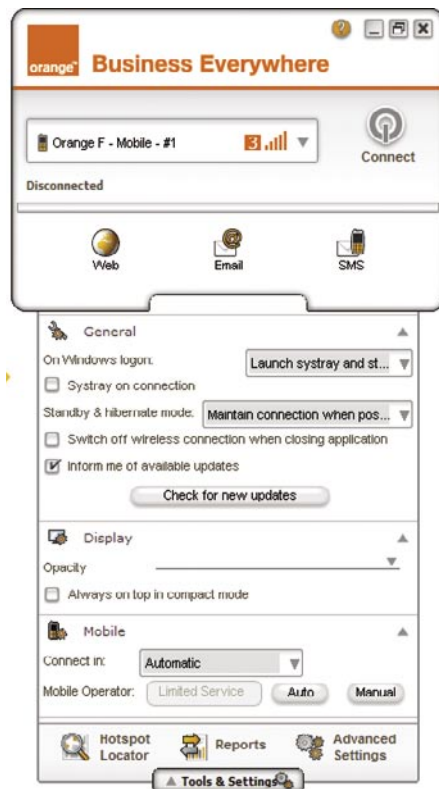 orange™ Business Everywhere
Orange F - Mobile - #1
3
Connect
Disconnected
Web Email SMS
General
On Windows logon: Launch systray and st...
Systray on connection
Standby & hibernate mode: Maintain connection when pos...
Switch off wireless connection when closing application
Inform me of available updates
Check for new updates
Display
Opacity
Always on top in compact mode
Mobile
Connect in: Automatic
Mobile Operator: Limited Service Auto Manual
Hotspot Locator Reports Advanced Settings
Tools & Settings